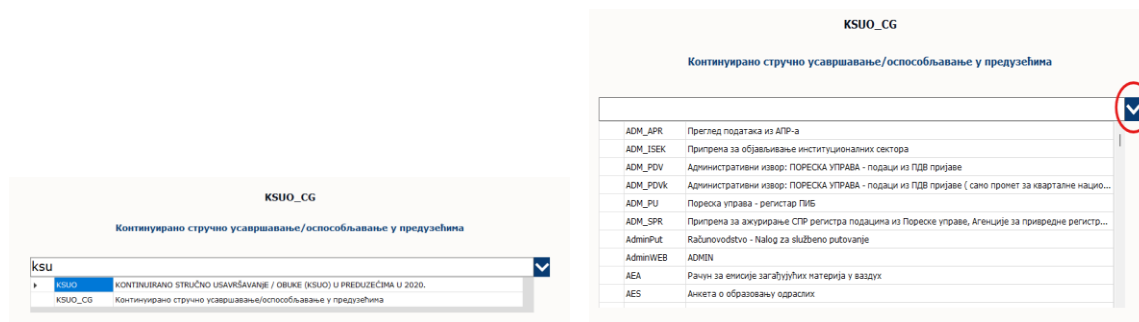 KSUO_CG
Континуирано стручно усавршавање/оспособљавање у предузећима
ksu
KSUO KONTINUIRANO STRUČNO USAVRŠAVANJE / OBUKE (KSUO) U PREDUZEĆIMA U 2020.
KSUO_CG Континуирано стручно усавршавање/оспособљавање у предузећима
KSUO_CG
Континуирано стручно усавршавање/оспособљавање у предузећима
ADM_APR Преглед података из АПР-а
ADM_ISEK Припрема за објављивање институционалних сектора
ADM_PDV Административни извор: ПОРЕСКА УПРАВА - подаци из ПДВ пријаве
ADM_PDVk Административни извор: ПОРЕСКА УПРАВА - подаци из ПДВ пријаве ( само промет за кварталне нацио...
ADM_PU Пореска управа - регистар ПИБ
ADM_SPR Припрема за ажурирање СПР регистра подацима из Пореске управе, Агенције за привредне регистр...
AdminPut Računovodstvo - Nalog za službeno putovanje
AdminWEB ADMIN
AEA Рачун за емисије загађујућих материја у ваздух
AES Анкета о образовању одраслих